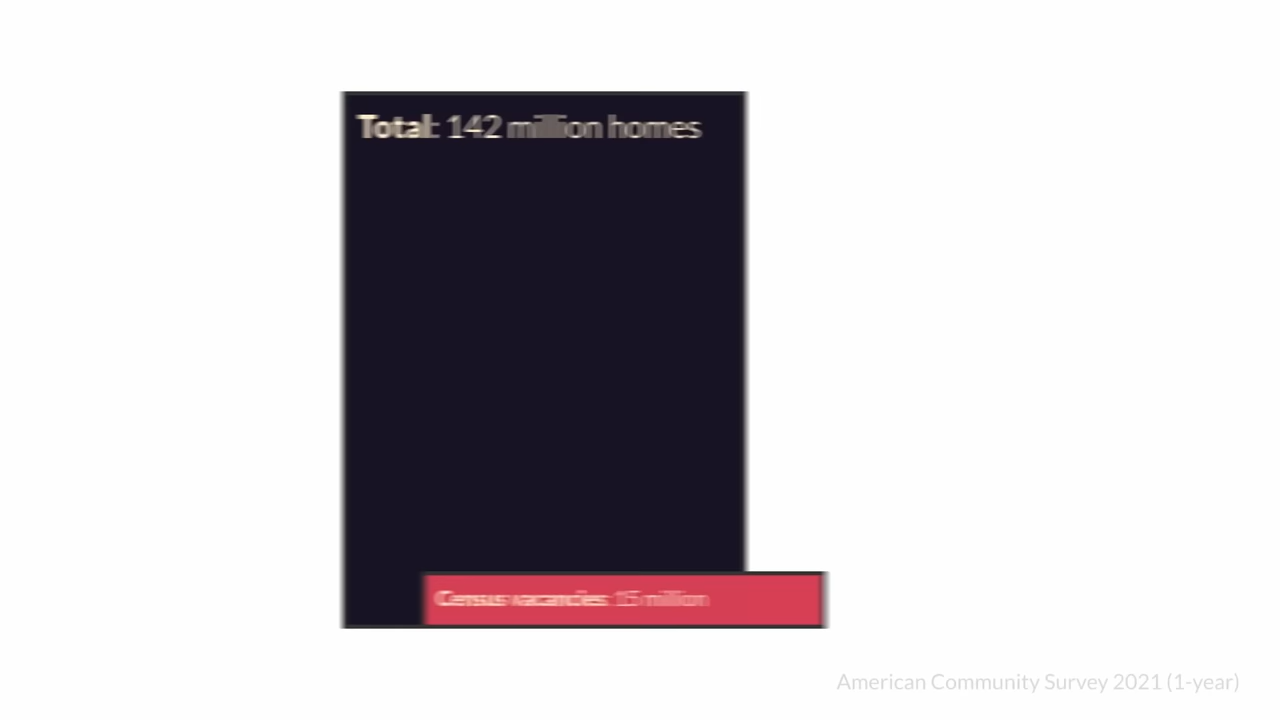 Total: 142 million homes
Census vacancies: 15 million
American Community Survey 2021 (1-year)